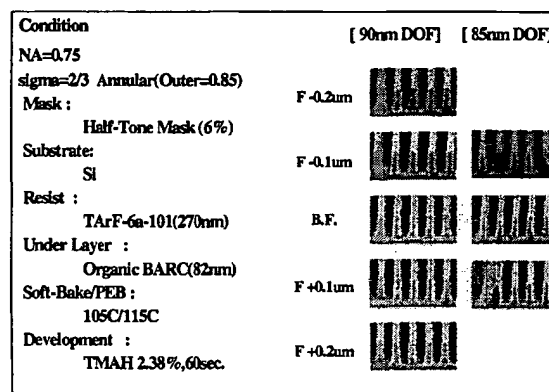 Condition
[ 90nm DOF] [ 85nm DOF]
NA=0.75
sigma=2/3 Annular(Outer=0.85)
F -0.2um
Mask :
Half-Tone Mask (6%)
Substrate:
F -0.1um
Si
Resist :
TArF-6a-101(270nm)
B.F.
Under Layer :
Organic BARC(82nm)
Soft-Bake/PEB :
F +0.1um
105C/115C
Development :
F +0.2um
TMAH 2.38%,60sec.